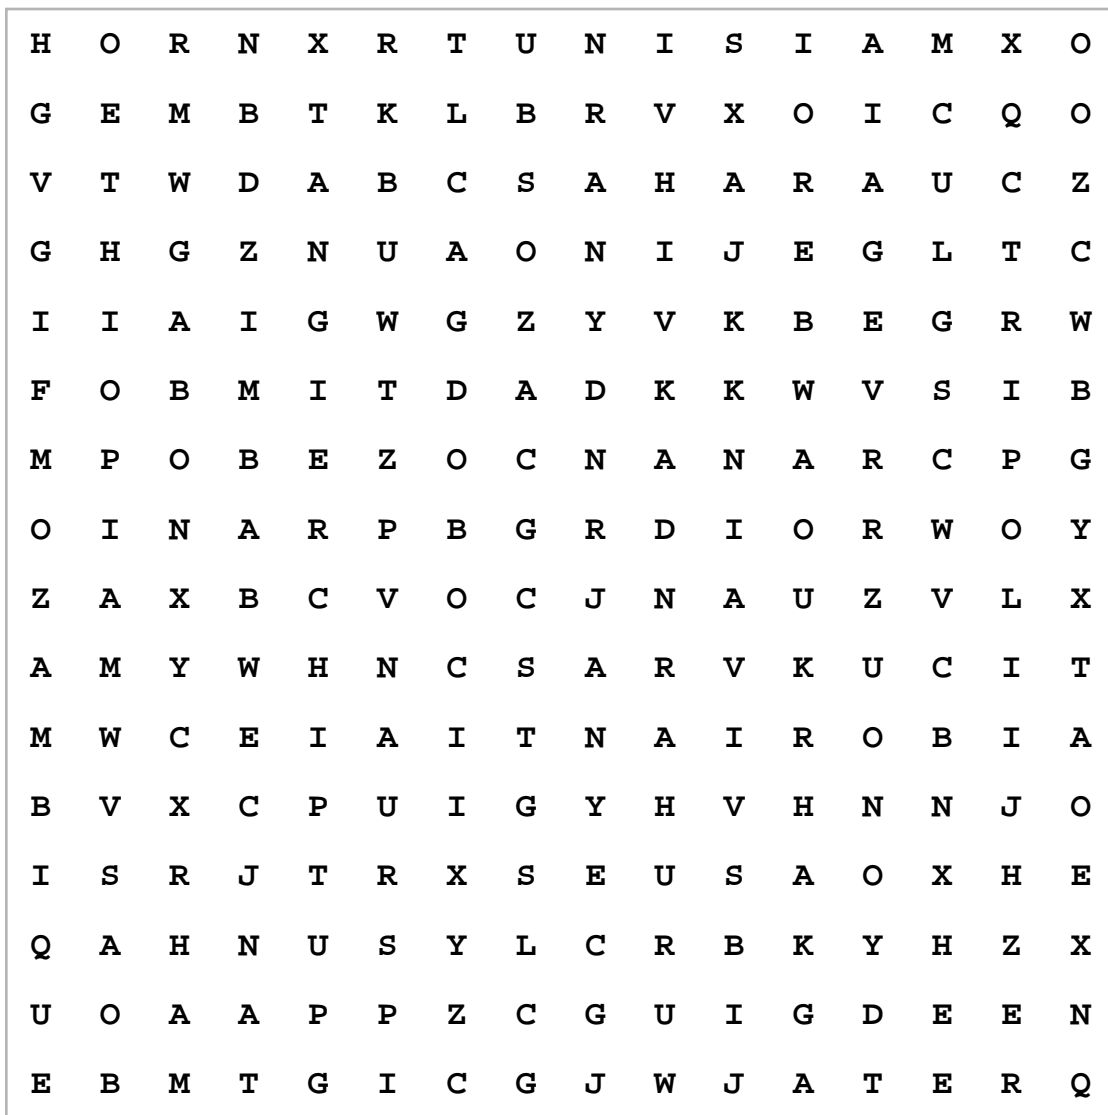 H O R N X R T U N I S I A M X O
G E M B T K L B R V X O I C Q O
V T W D A B C S A H A R A U C Z
G H G Z N U A O N I J E G L T C
I I A I G W G Z Y V K B E G R W
F O B M I T D A D K K W V S I B
M P O B E Z O C N A N A R C P G
O I N A R P B G R D I O R W O Y
Z A X B C V O C J N A U Z V L X
A M Y W H N C S A R V K U C I T
M W C E I A I T N A I R O B I A
B V X C P U I G Y H V H N N J O
I S R J T R X S E U S A O X H E
Q A H N U S Y L C R B K Y H Z X
U O A A P P Z C G U I G D E E N
E B M T G I C G J W J A T E R Q